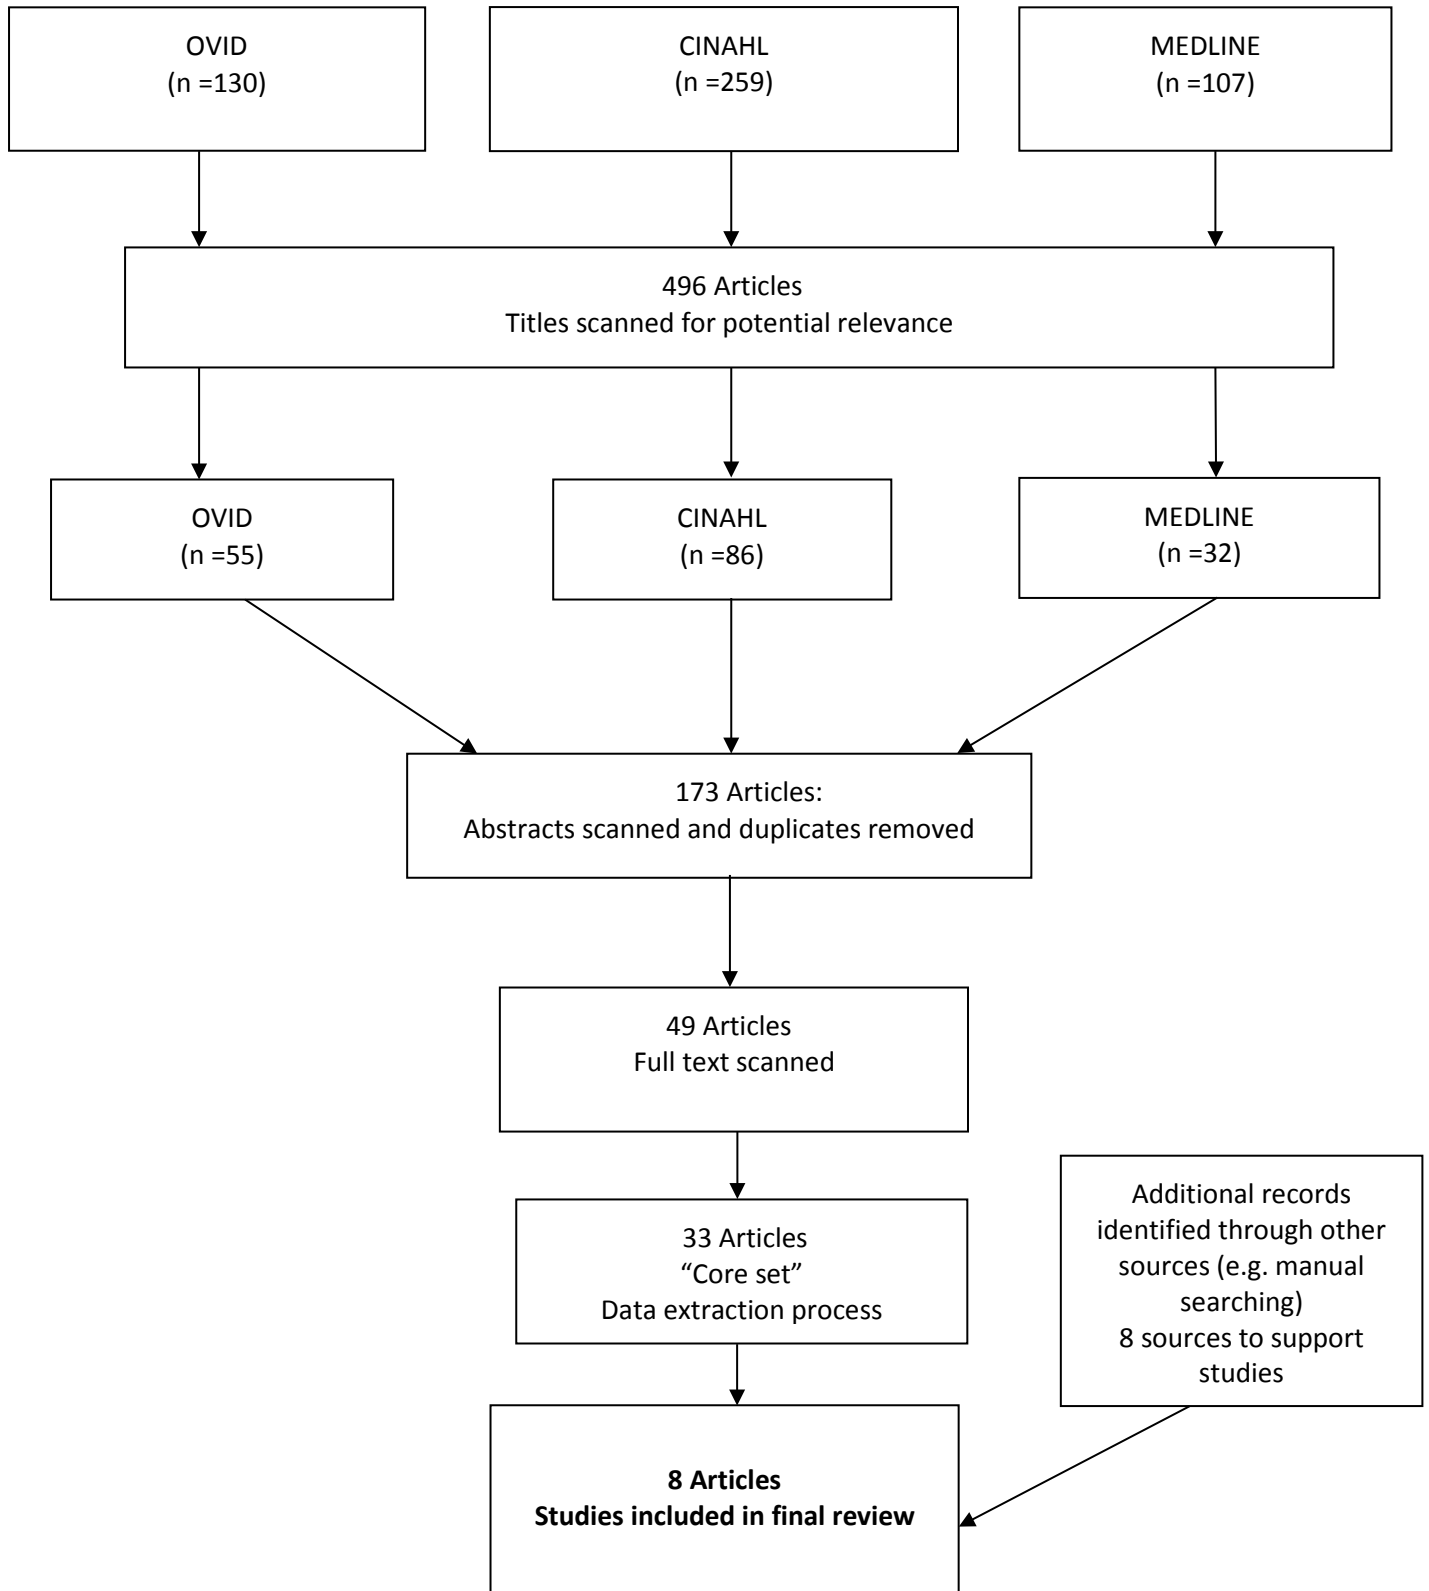 OVID
(n =130)
CINAHL
(n =259)
MEDLINE
(n =107)
496 Articles
Titles scanned for potential relevance
OVID
(n =55)
CINAHL
(n =86)
MEDLINE
(n =32)
173 Articles:
Abstracts scanned and duplicates removed
49 Articles
Full text scanned
33 Articles
“Core set”
Data extraction process
Additional records
identified through other
sources (e.g. manual
searching)
8 sources to support
studies
8 Articles
Studies included in final review